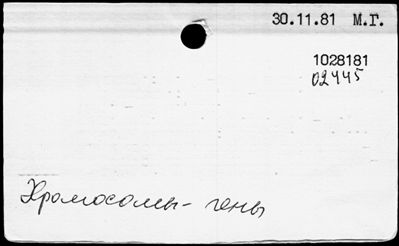 30.11.81 М.Г.
1028181
02445
Хромосомы - гены